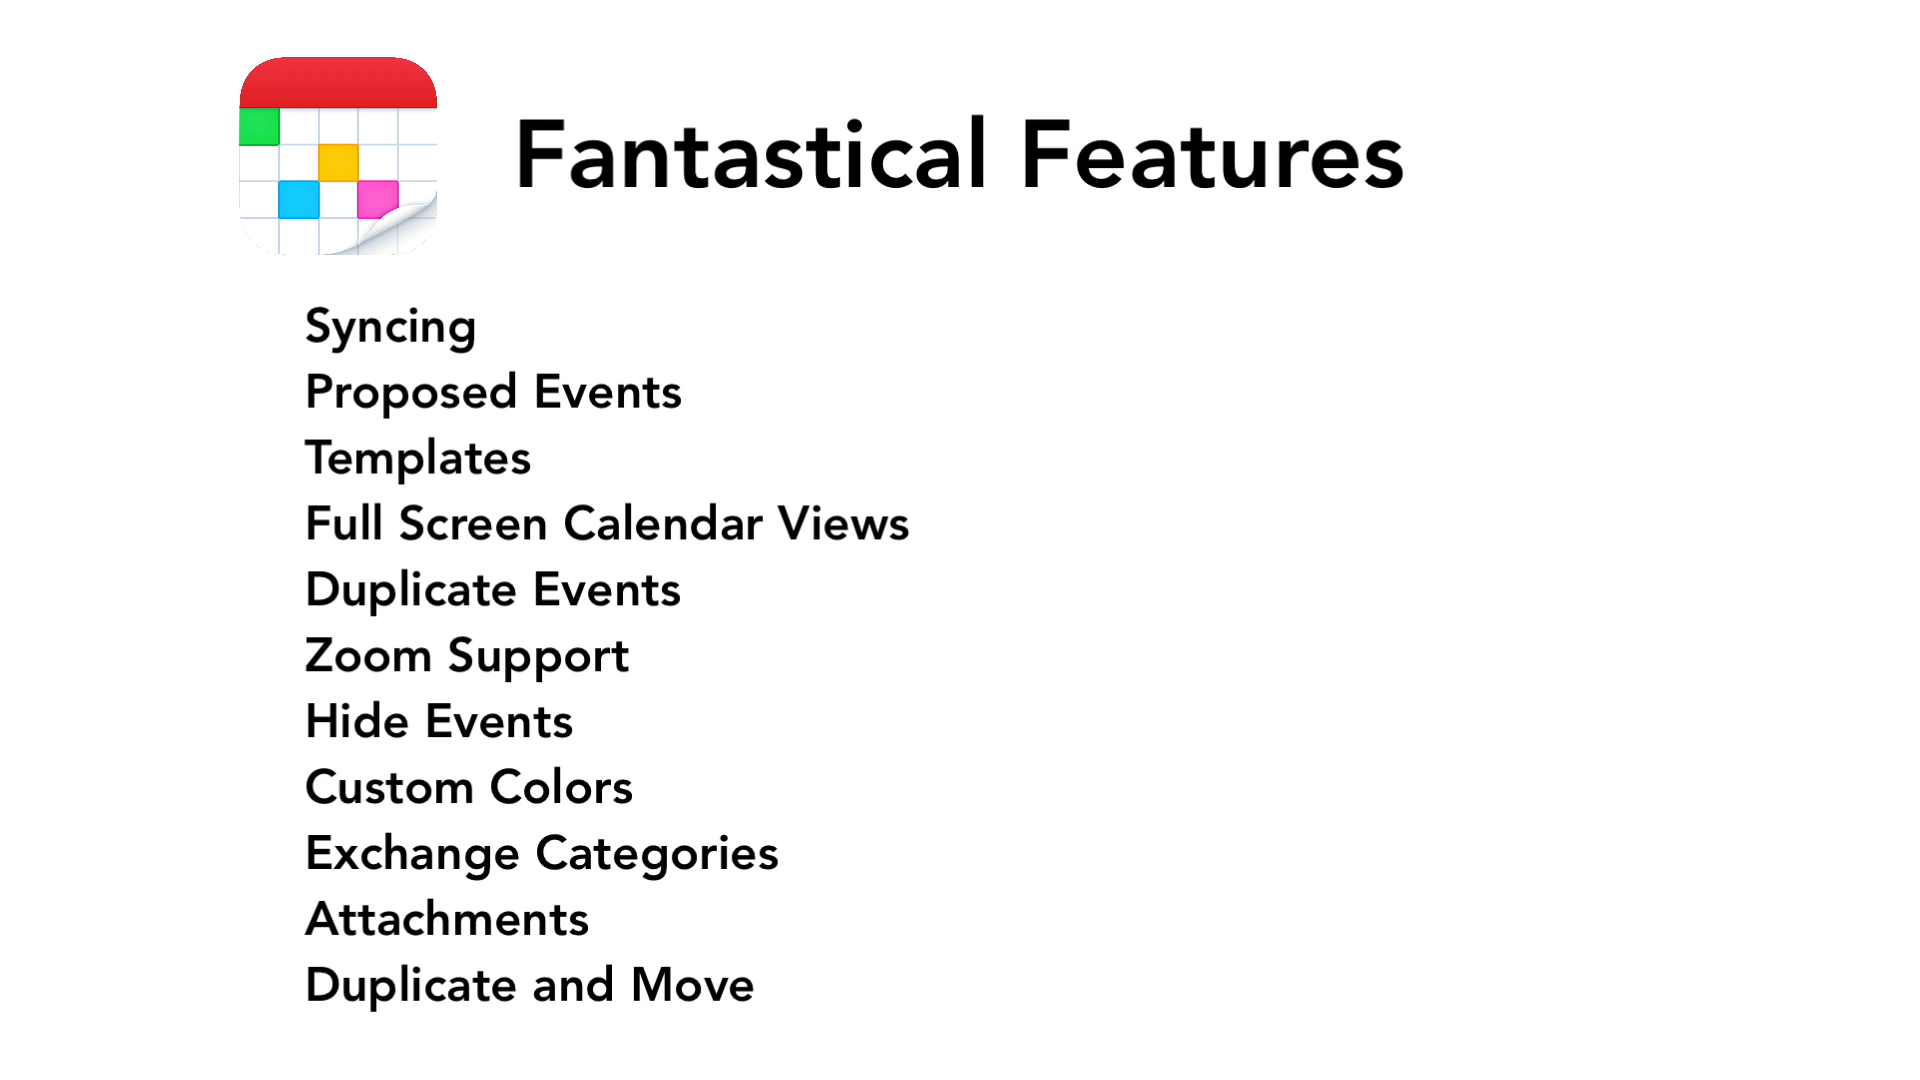 Fantastical Features
Syncing
Proposed Events
Templates
Full Screen Calendar Views
Duplicate Events
Zoom Support
Hide Events
Custom Colors
Exchange Categories
Attachments
Duplicate and Move